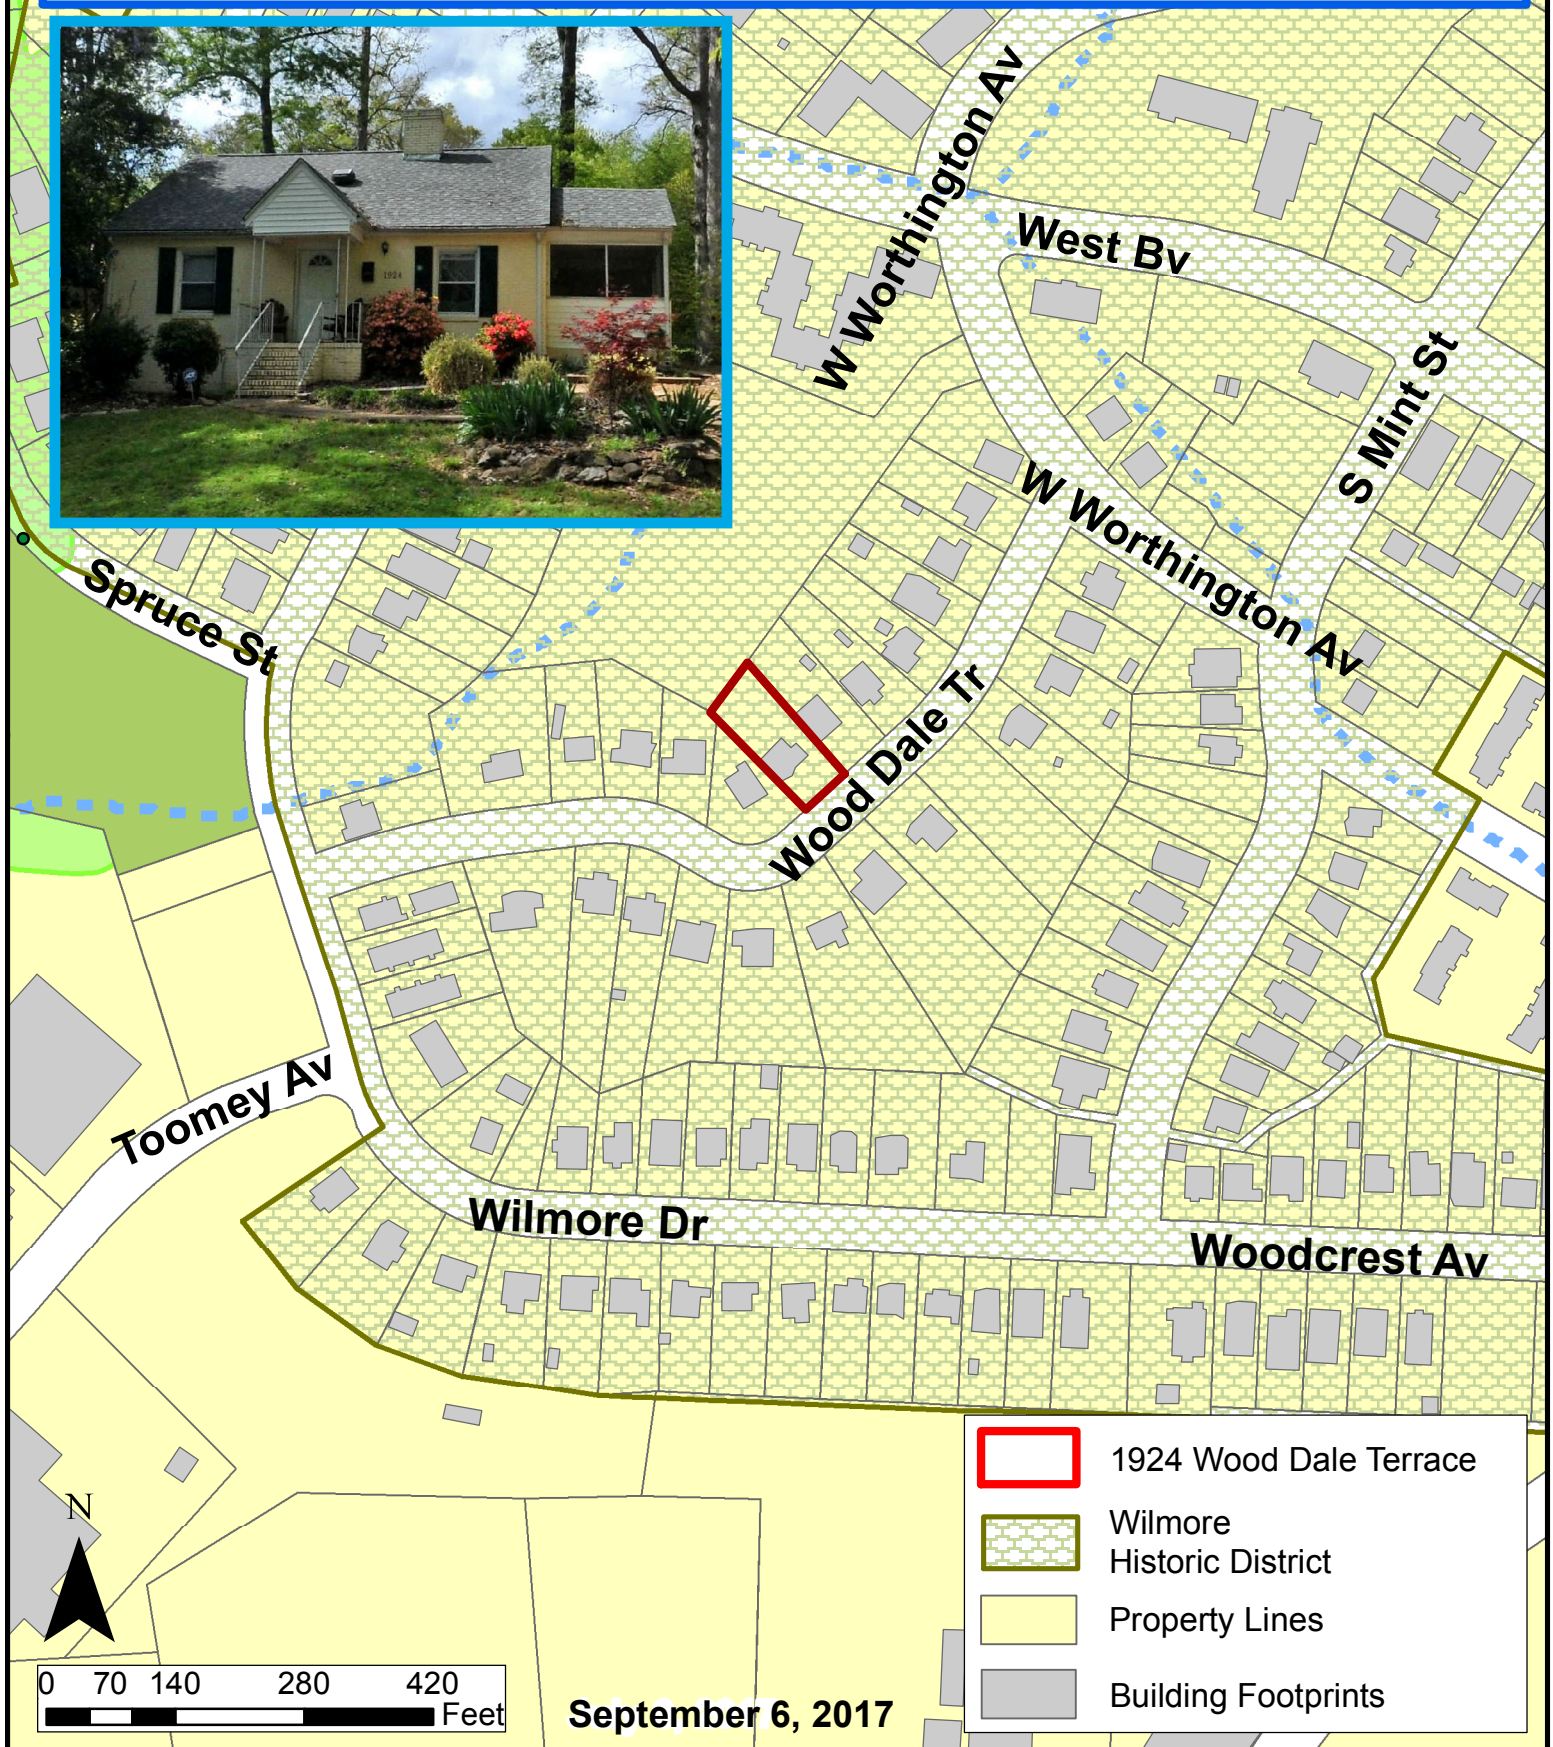 W Worthington Av
West Bv
1924
S Mint St
W Worthington Av
Spruce St
Wood Dale Tr
Toomey Av
Wilmore Dr
Woodcrest Av
1924 Wood Dale Terrace
Wilmore
Historic District
Property Lines
Building Footprints
N
0 70 140 280 420
Feet
September 6, 2017